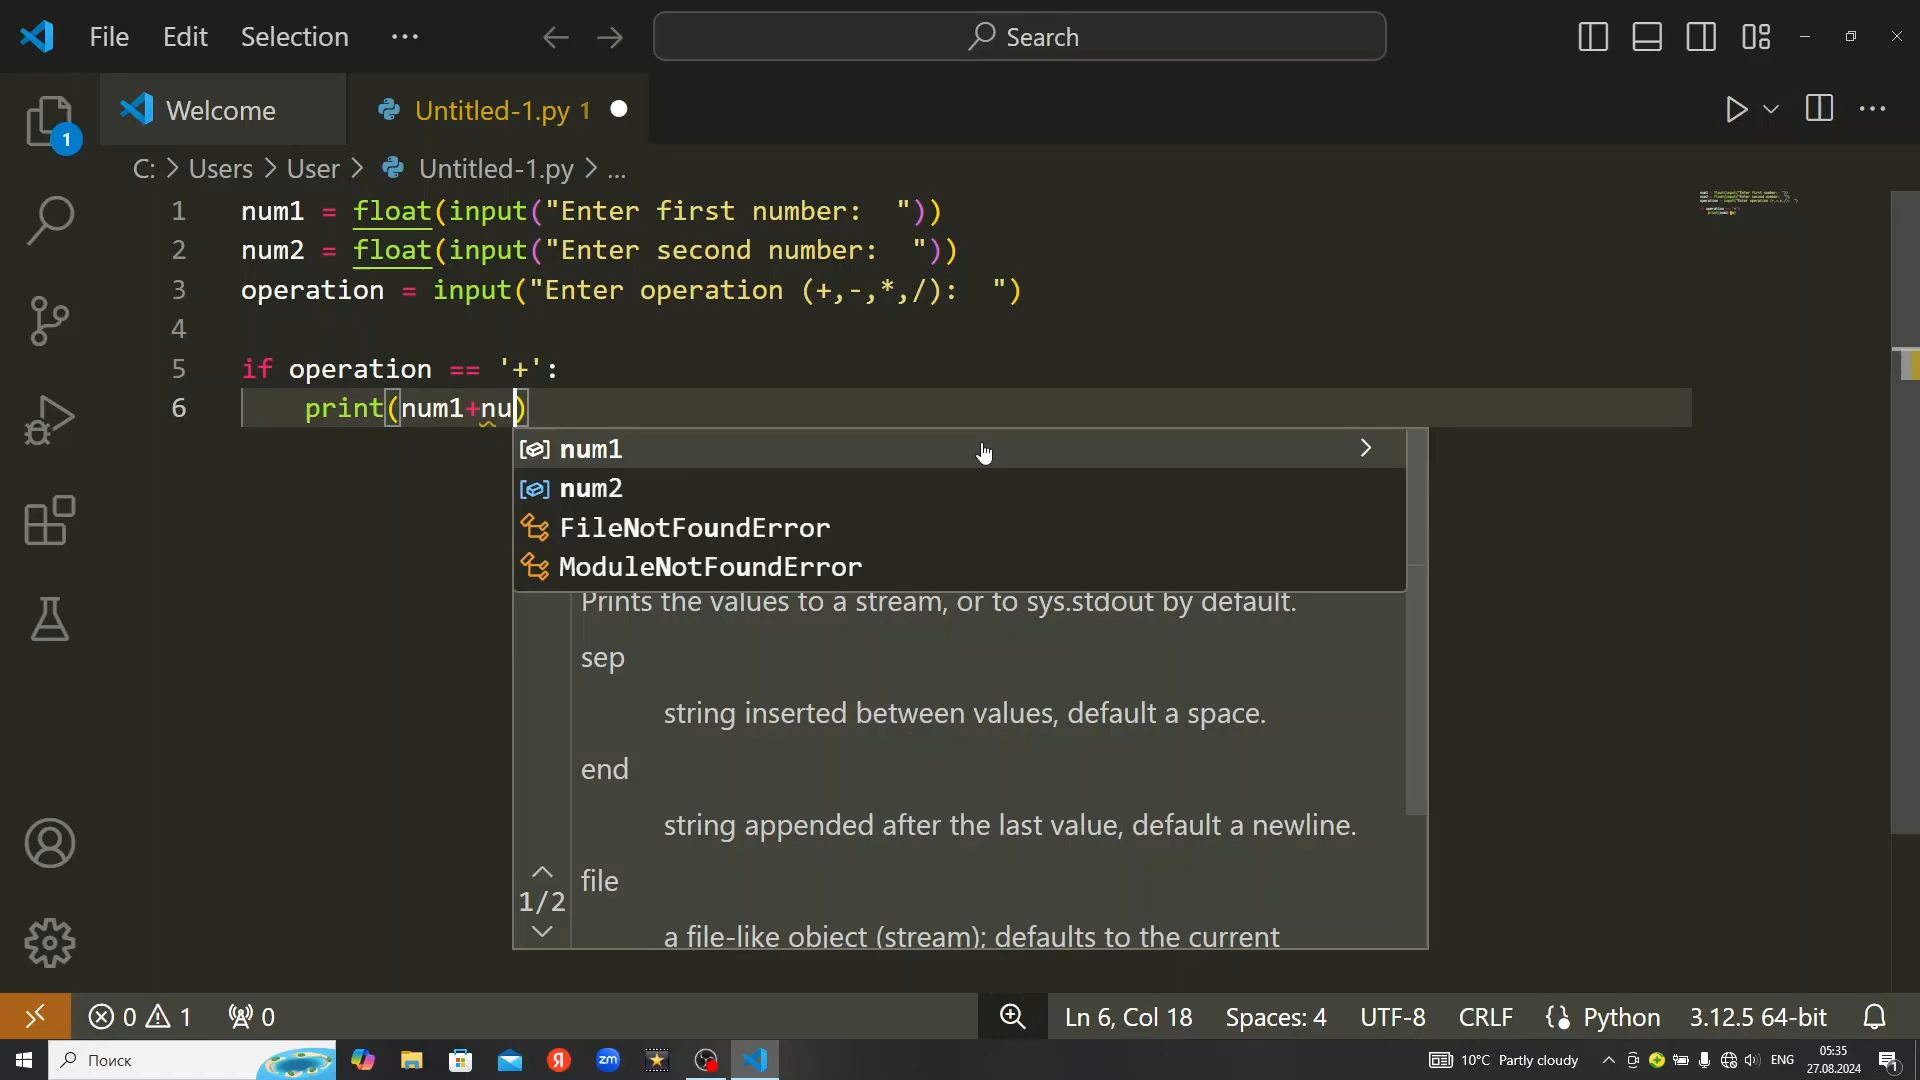 File Edit Selection ... Search
Welcome Untitled-1.py 1
C: > Users > User > Untitled-1.py > ...
1 num1 = float(input("Enter first number:  "))
2 num2 = float(input("Enter second number:  "))
3 operation = input("Enter operation (+,-,*,/):  ")
4
5 if operation == '+':
6     print(num1+nu)
num1
num2
FileNotFoundError
ModuleNotFoundError
Prints the values to a stream, or to sys.stdout by default.
sep
string inserted between values, default a space.
end
string appended after the last value, default a newline.
file
1/2
a file-like object (stream); defaults to the current
0 1 0 Ln 6, Col 18 Spaces: 4 UTF-8 CRLF Python 3.12.5 64-bit
1
Поиск Я zm 10°C Partly cloudy ENG 05:35
27.08.2024 1